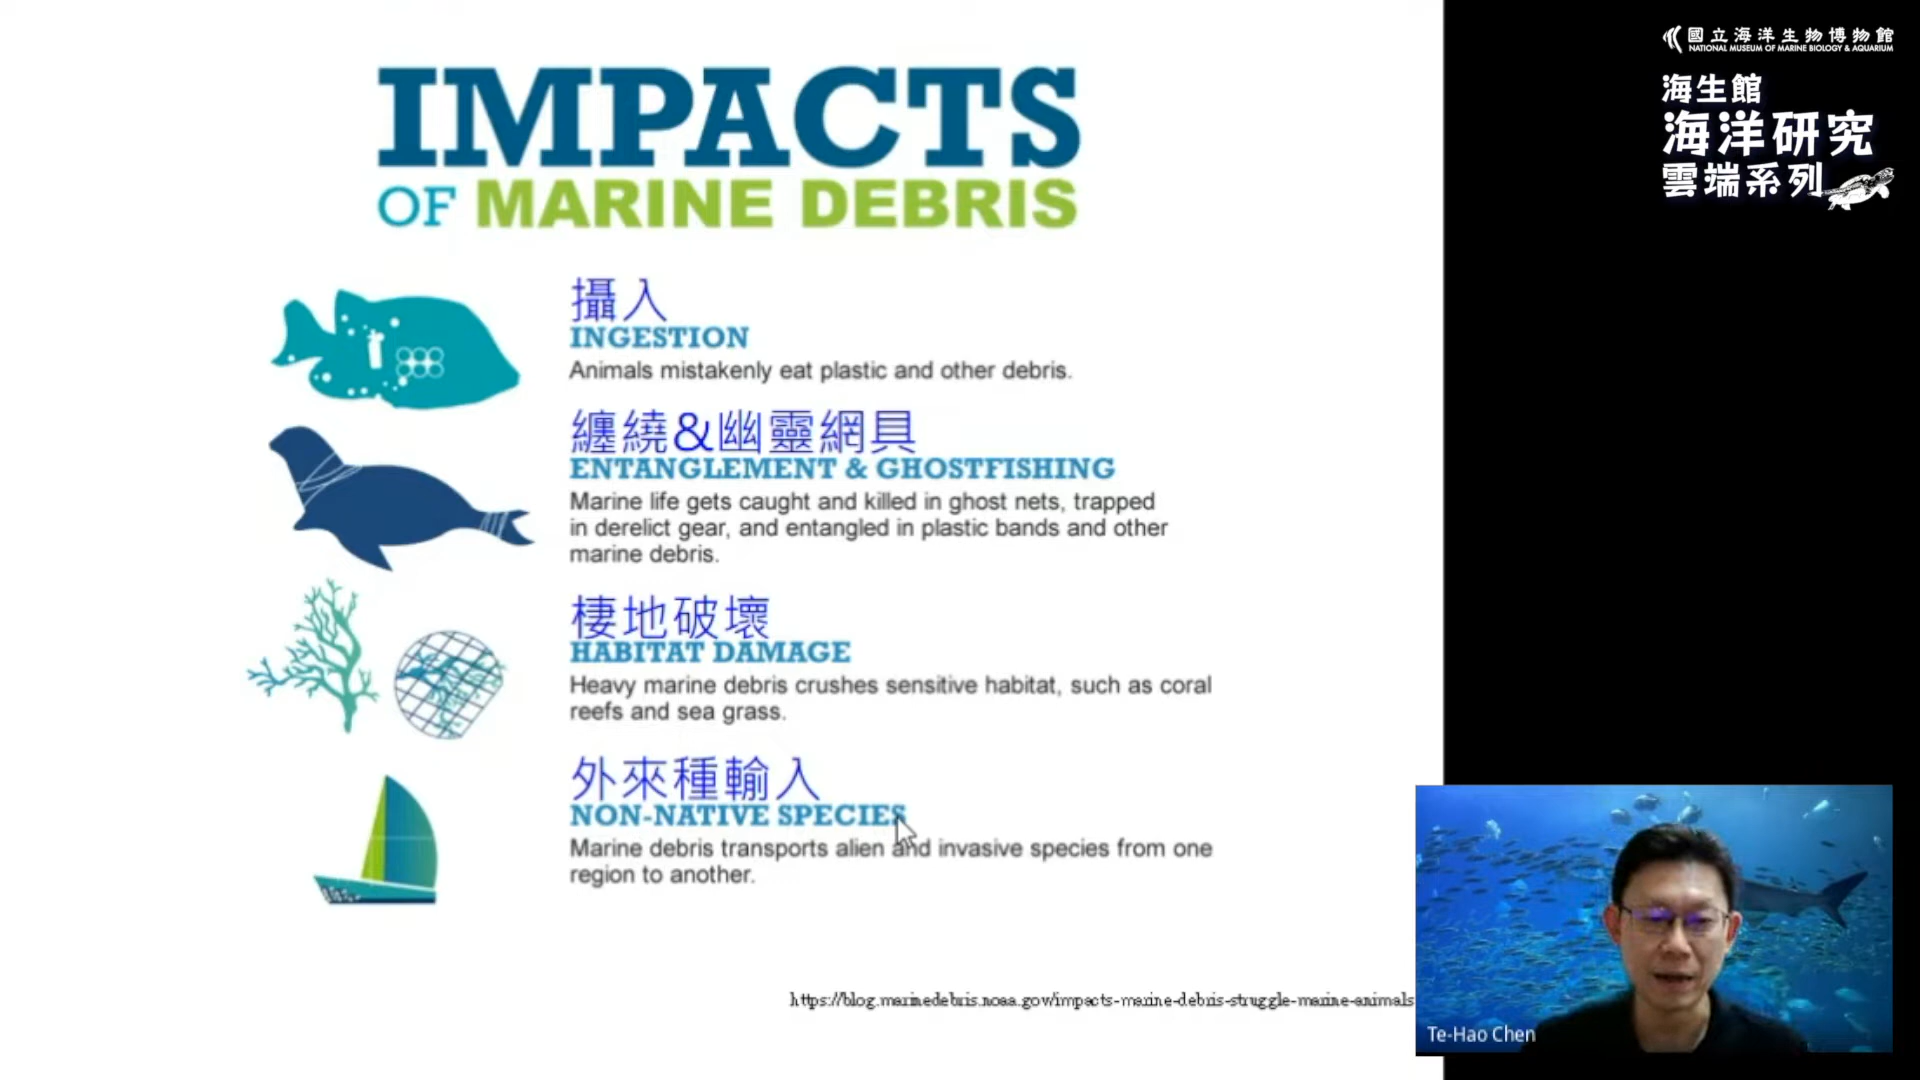 IMPACTS
OF MARINE DEBRIS
攝入
INGESTION
Animals mistakenly eat plastic and other debris.
纏繞&幽靈網具
ENTANGLEMENT & GHOSTFISHING
Marine life gets caught and killed in ghost nets, trapped
in derelict gear, and entangled in plastic bands and other
marine debris.
棲地破壞
HABITAT DAMAGE
Heavy marine debris crushes sensitive habitat, such as coral
reefs and sea grass.
外來種輸入
NON-NATIVE SPECIES
Marine debris transports alien and invasive species from one
region to another.
https://blog.marinedebris.noaa.gov/impacts-marine-debris-struggle-marine-animals
國立海洋生物博物館
NATIONAL MUSEUM OF MARINE BIOLOGY & AQUARIUM
海生館
海洋研究
雲端系列
Te-Hao Chen